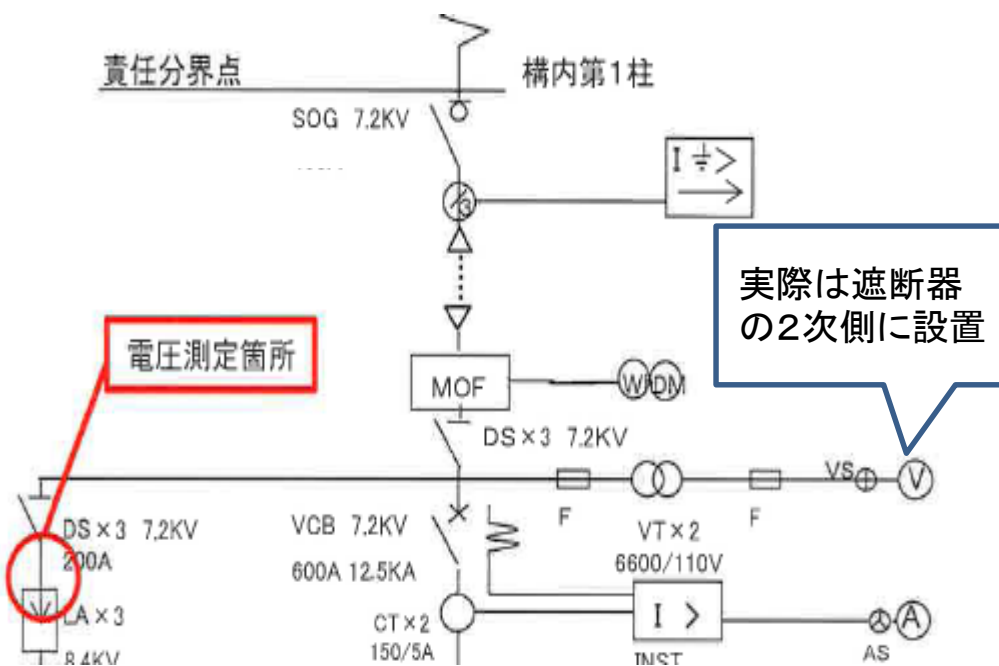 責任分界点
構内第1柱
SOG 7.2KV
I >
実際は遮断器
の2次側に設置
電圧測定箇所
MOF
W DM
DS×3 7.2KV
VS
V
DS×3 7.2KV
200A
VCB 7.2KV
600A 12.5KA
F
VT×2
6600/110V
F
LA×3
8.4KV
CT×2
150/5A
I >
INST
A
AS